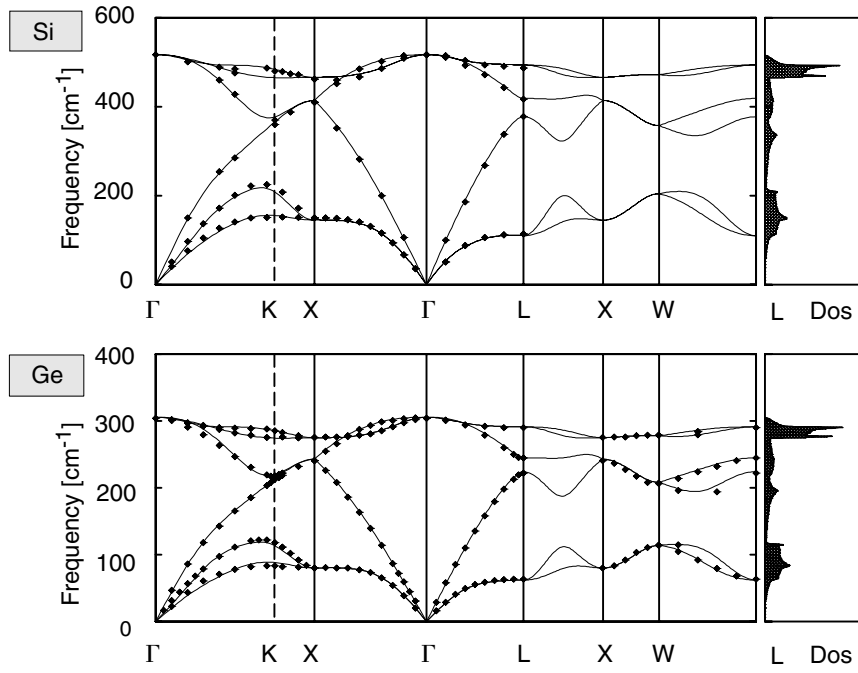 Si
600
400
200
0
Frequency [cm⁻¹]
Γ K X Γ L X W L Dos
Ge
400
300
200
100
0
Frequency [cm⁻¹]
Γ K X Γ L X W L Dos